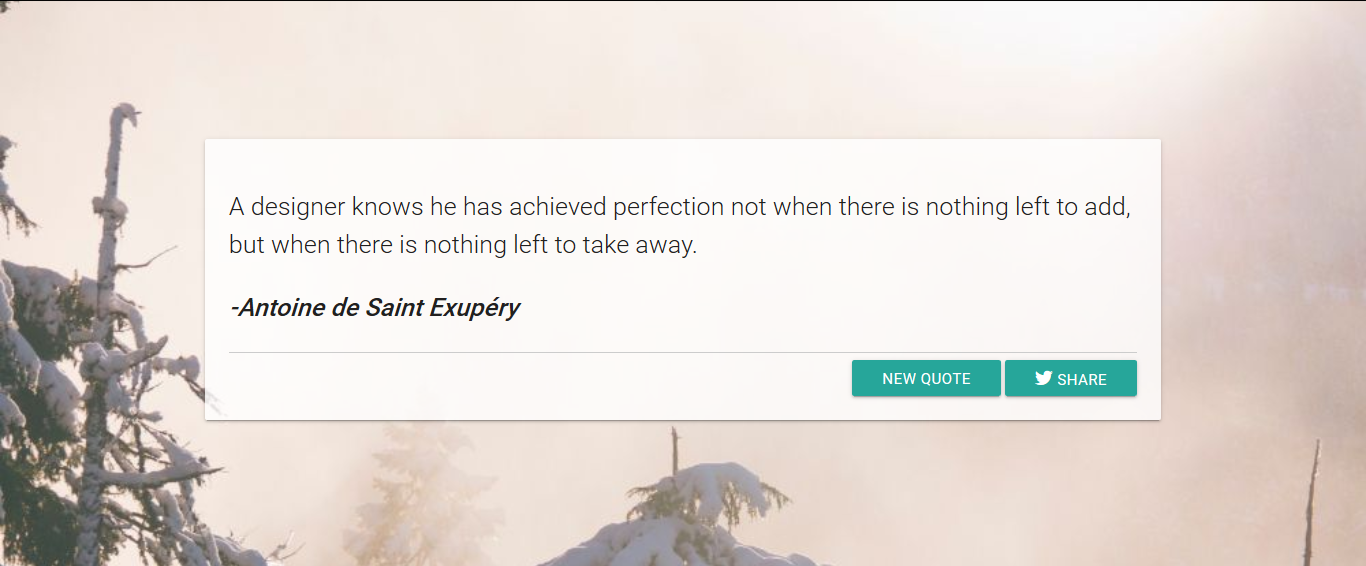 A designer knows he has achieved perfection not when there is nothing left to add,
but when there is nothing left to take away.
-Antoine de Saint Exupéry
NEW QUOTE
SHARE